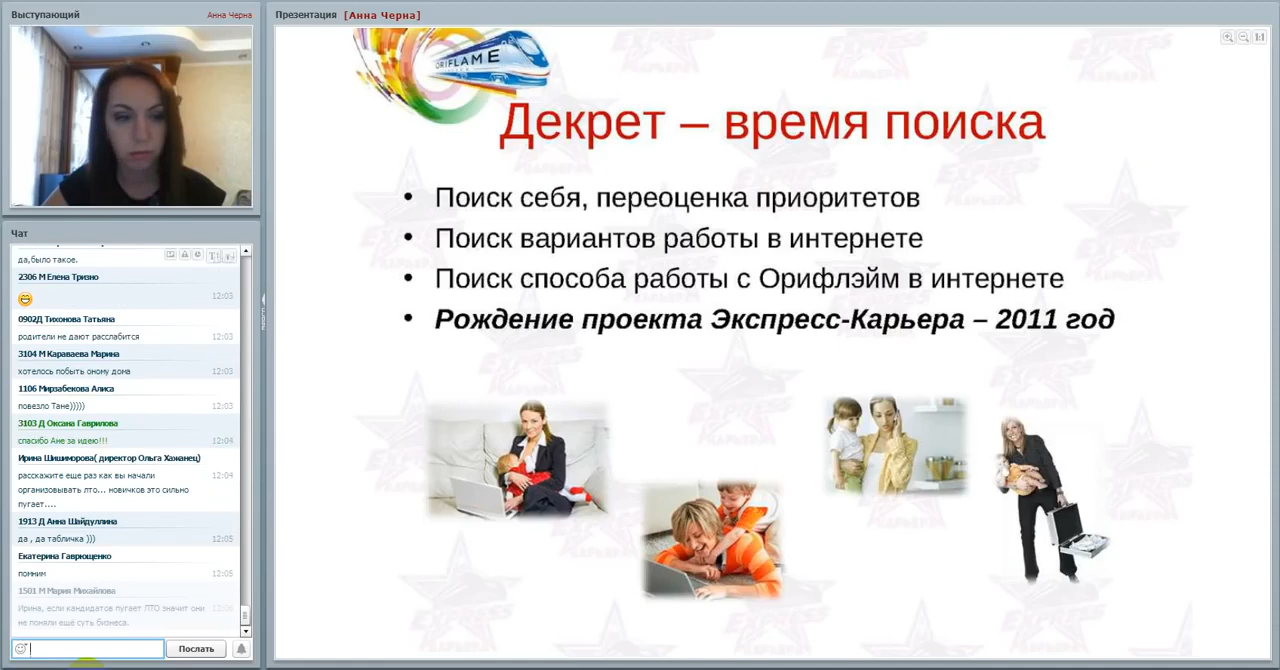 Выступающий
Анна Черна
Презентация [Анна Черна]
ORIFLAME
Декрет – время поиска
• Поиск себя, переоценка приоритетов
• Поиск вариантов работы в интернете
• Поиск способа работы с Орифлэйм в интернете
• Рождение проекта Экспресс-Карьера – 2011 год
Чат
да,было такое.
2306 М Елена Тризно
12:03
0902Д Тихонова Татьяна
родители не дают расслабится 12:03
3104 М Караваева Марина
хотелось побыть оному дома 12:03
1106 Мирзабекова Алиса
повезло Тане))))) 12:03
3103 Д Оксана Гаврилова
спасибо Ане за идею!!! 12:04
Ирина Шишиморова( директор Ольга Хажанец)
расскажите еще раз как вы начали 12:04
организовывать лто... новичков это сильно
пугает....
1913 Д Анна Шайдуллина
да , да табличка ))) 12:05
Екатерина Гаврющенко
помним 12:05
1501 М Мария Михайлова
Ирина, если кандидатов пугает ЛТО значит они 12:06
не поняли ещё суть бизнеса.
Послать